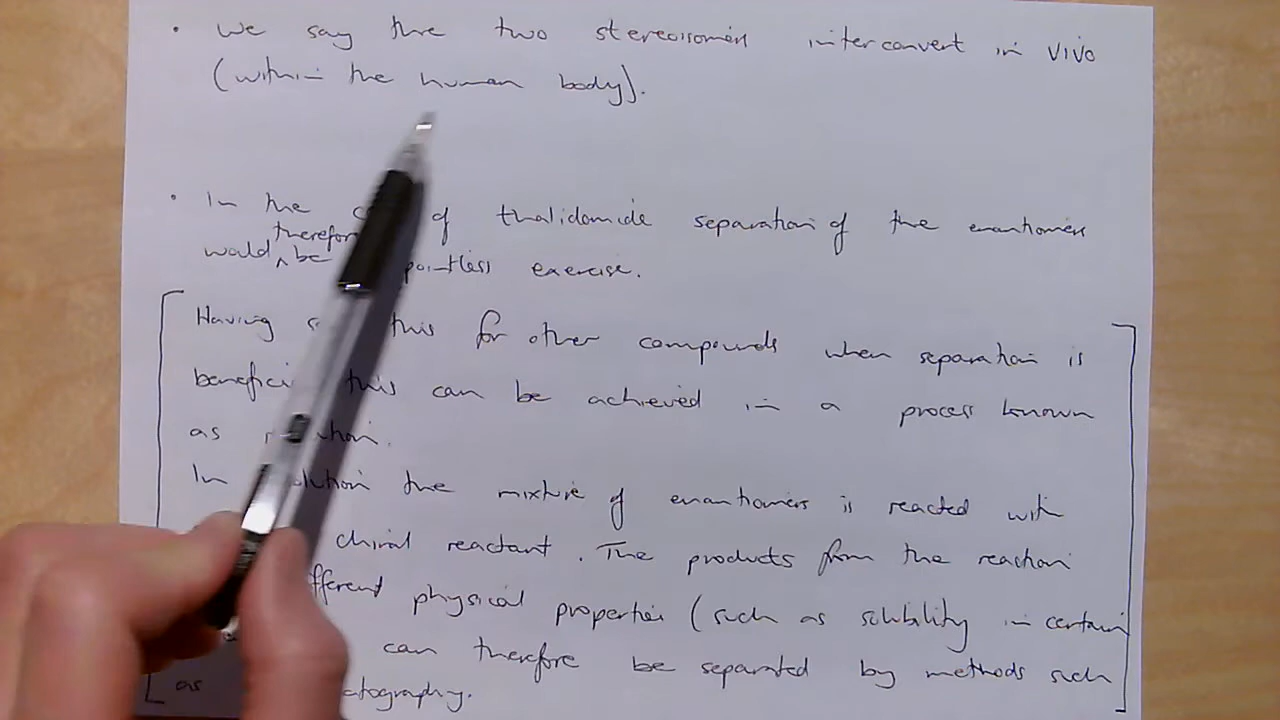 • We say the two stereoisomers interconvert in vivo
(within the human body).
• In the of thalidomide separation of the enantiomers
would therefore be pointless exercise.
Having this for other compounds when separation is
this can be achieved in a process known
as
In the mixture of enantiomers is reacted with
chiral reactant. The products from the reaction
physical properties (such as solubility in certain
can therefore be separated by methods such
as